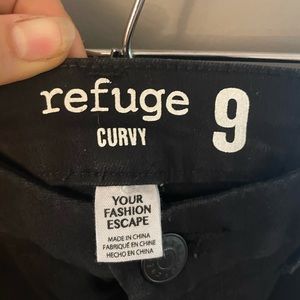 refuge 9
CURVY
YOUR
FASHION
ESCAPE
MADE IN CHINA
FABRIQUÉ EN CHINE
HECHO EN CHINA